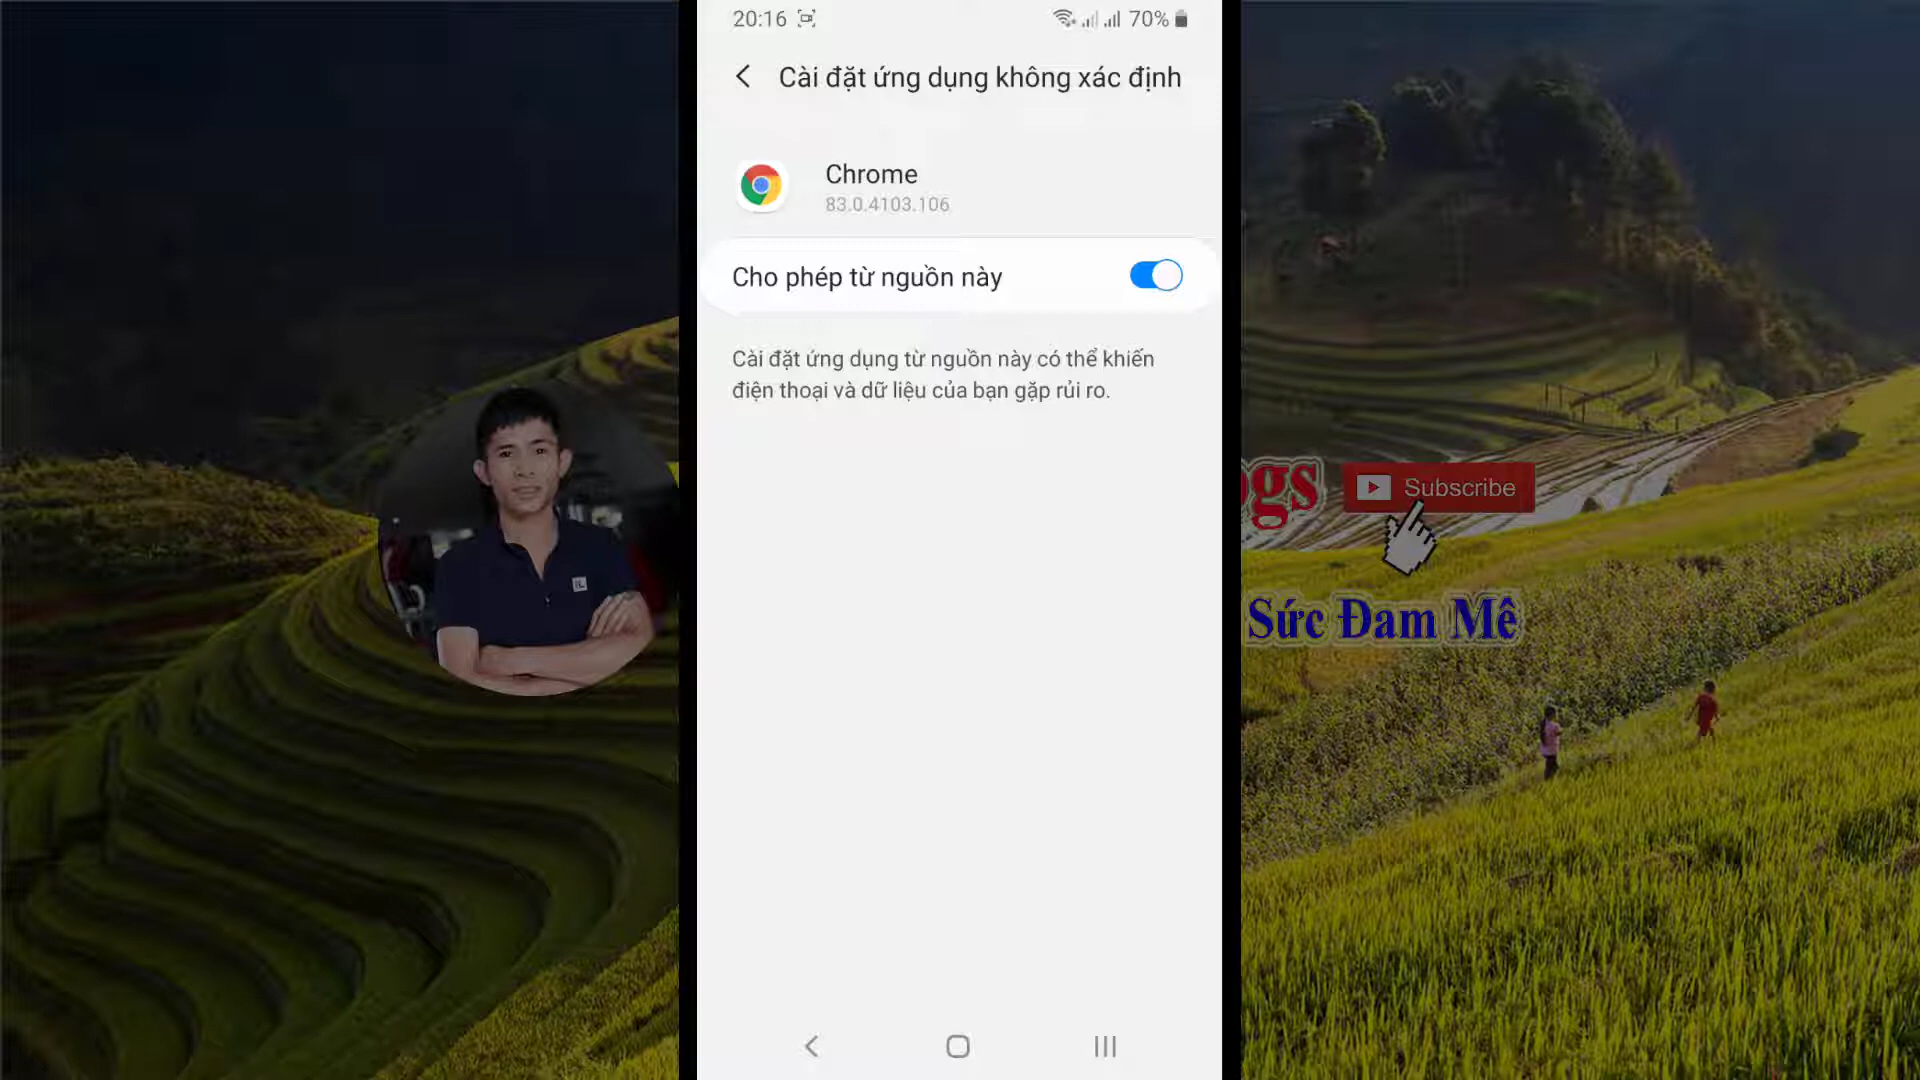 20:16
70%
Cài đặt ứng dụng không xác định
Chrome
83.0.4103.106
Cho phép từ nguồn này
Cài đặt ứng dụng từ nguồn này có thể khiến
điện thoại và dữ liệu của bạn gặp rủi ro.
ogs
Subscribe
Sức Đam Mê